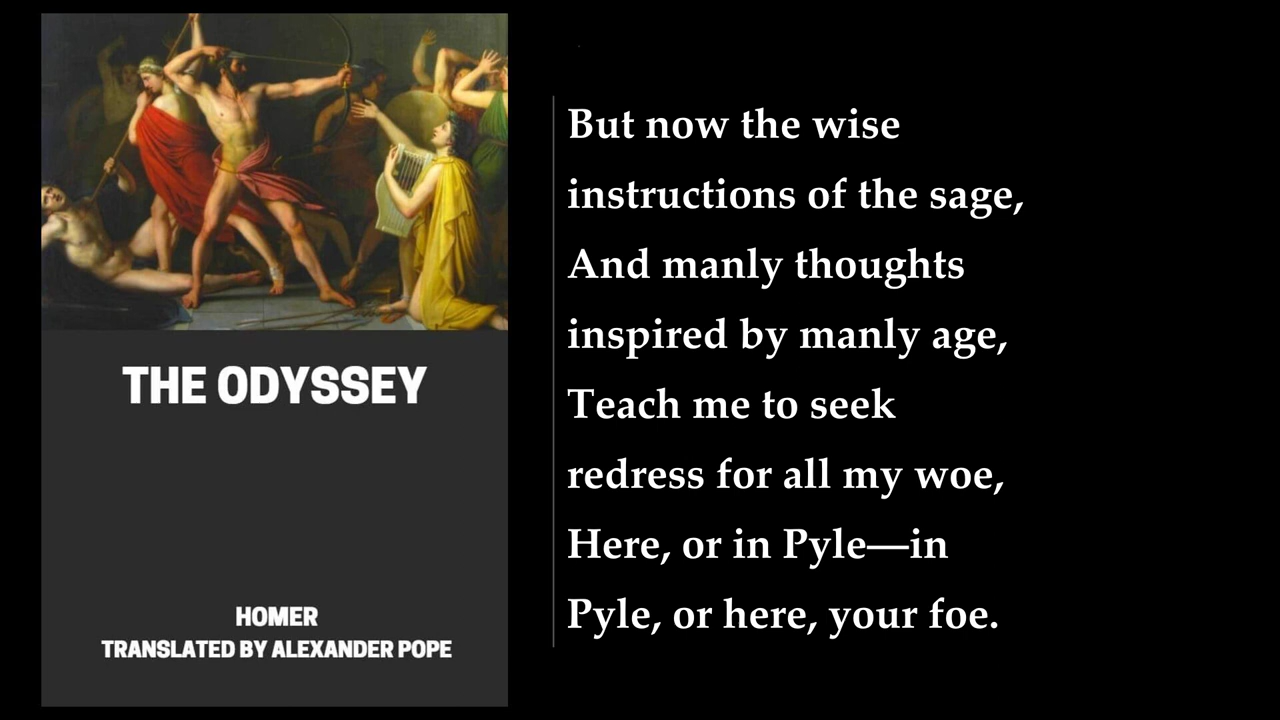 THE ODYSSEY
HOMER
TRANSLATED BY ALEXANDER POPE
But now the wise
instructions of the sage,
And manly thoughts
inspired by manly age,
Teach me to seek
redress for all my woe,
Here, or in Pyle—in
Pyle, or here, your foe.